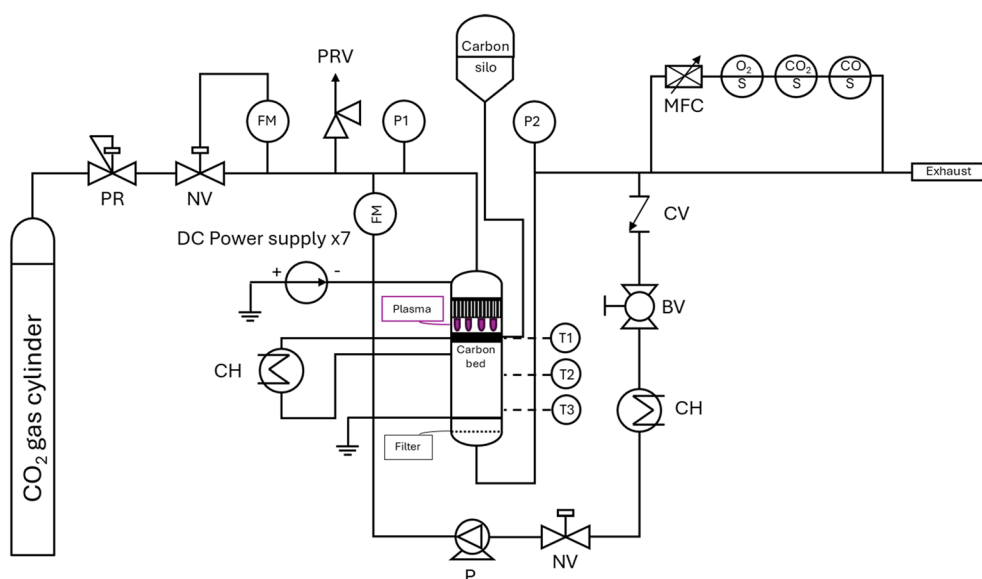 Carbon
silo
PRV
FM
P1
P2
MFC
O₂
S
CO₂
S
CO
S
Exhaust
PR
NV
FM
CV
DC Power supply x7
+
-
Plasma
BV
Carbon
bed
T1
T2
T3
CH
CH
Filter
CO₂ gas cylinder
P
NV